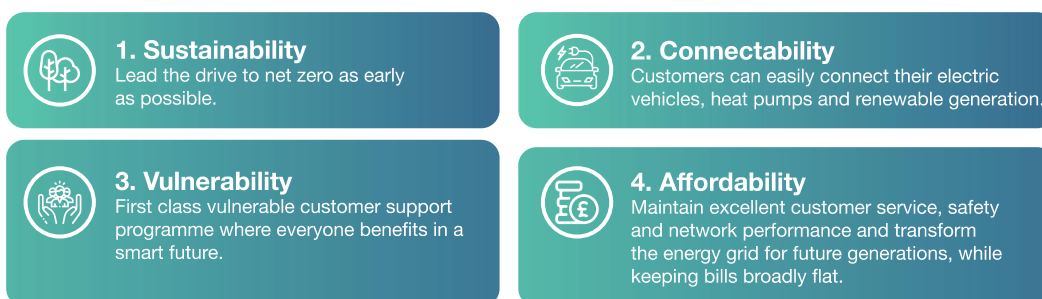 1. Sustainability
Lead the drive to net zero as early
as possible.
2. Connectability
Customers can easily connect their electric
vehicles, heat pumps and renewable generation.
3. Vulnerability
First class vulnerable customer support
programme where everyone benefits in a
smart future.
4. Affordability
Maintain excellent customer service, safety
and network performance and transform
the energy grid for future generations, while
keeping bills broadly flat.
£